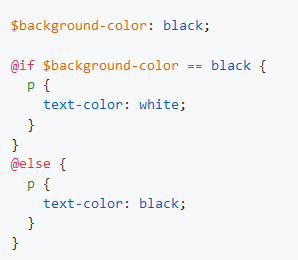 $background-color: black;

@if $background-color == black {
  p {
    text-color: white;
  }
}
@else {
  p {
    text-color: black;
  }
}